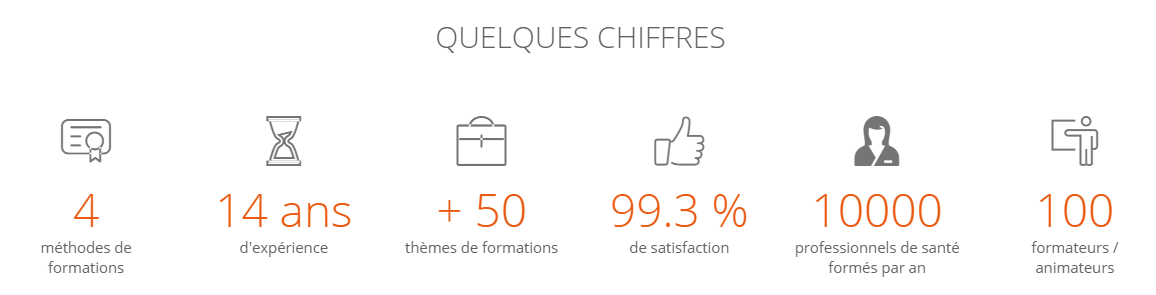 QUELQUES CHIFFRES
4
méthodes de
formations
14 ans
d'expérience
+ 50
thèmes de formations
99.3 %
de satisfaction
10000
professionnels de santé
formés par an
100
formateurs /
animateurs